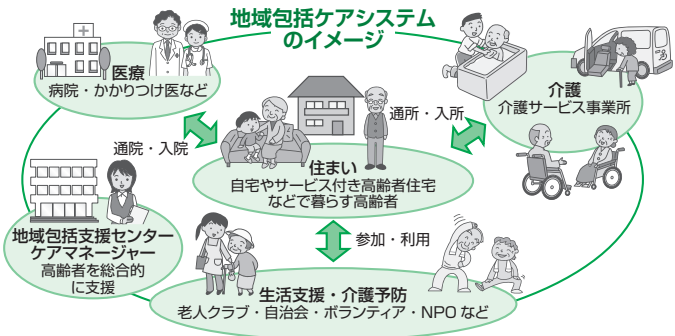 地域包括ケアシステム
のイメージ
医療
病院・かかりつけ医など
介護
介護サービス事業所
通所・入所
通院・入院
住まい
自宅やサービス付き高齢者住宅
などで暮らす高齢者
地域包括支援センター
ケアマネージャー
高齢者を総合的
に支援
参加・利用
生活支援・介護予防
老人クラブ・自治会・ボランティア・NPO など